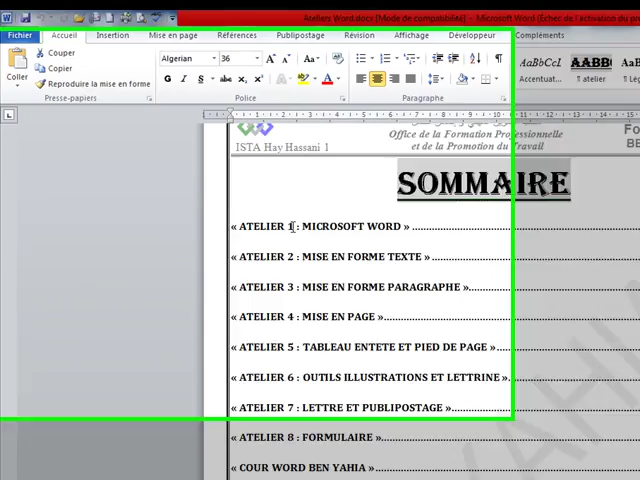 Ateliers Word.docx [Mode de compatibilité] - Microsoft Word (Échec de l'activation du pr
Fichier Accueil Insertion Mise en page Références Publipostage Révision Affichage Développeur Compléments
Coller
Couper
Copier
Reproduire la mise en forme
Presse-papiers
Algerian 36
Police
Paragraphe
AaBbCcL AABB
Accentuat... ¶ atelier ¶ Lég
ISTA Hay Hassani 1
Office de la Formation Professionnelle
et de la Promotion du Travail
Fo
BE
SOMMAIRE
« ATELIER 1 : MICROSOFT WORD »
« ATELIER 2 : MISE EN FORME TEXTE »
« ATELIER 3 : MISE EN FORME PARAGRAPHE »
« ATELIER 4 : MISE EN PAGE »
« ATELIER 5 : TABLEAU ENTETE ET PIED DE PAGE »
« ATELIER 6 : OUTILS ILLUSTRATIONS ET LETTRINE »
« ATELIER 7 : LETTRE ET PUBLIPOSTAGE »
« ATELIER 8 : FORMULAIRE »
« COUR WORD BEN YAHIA »